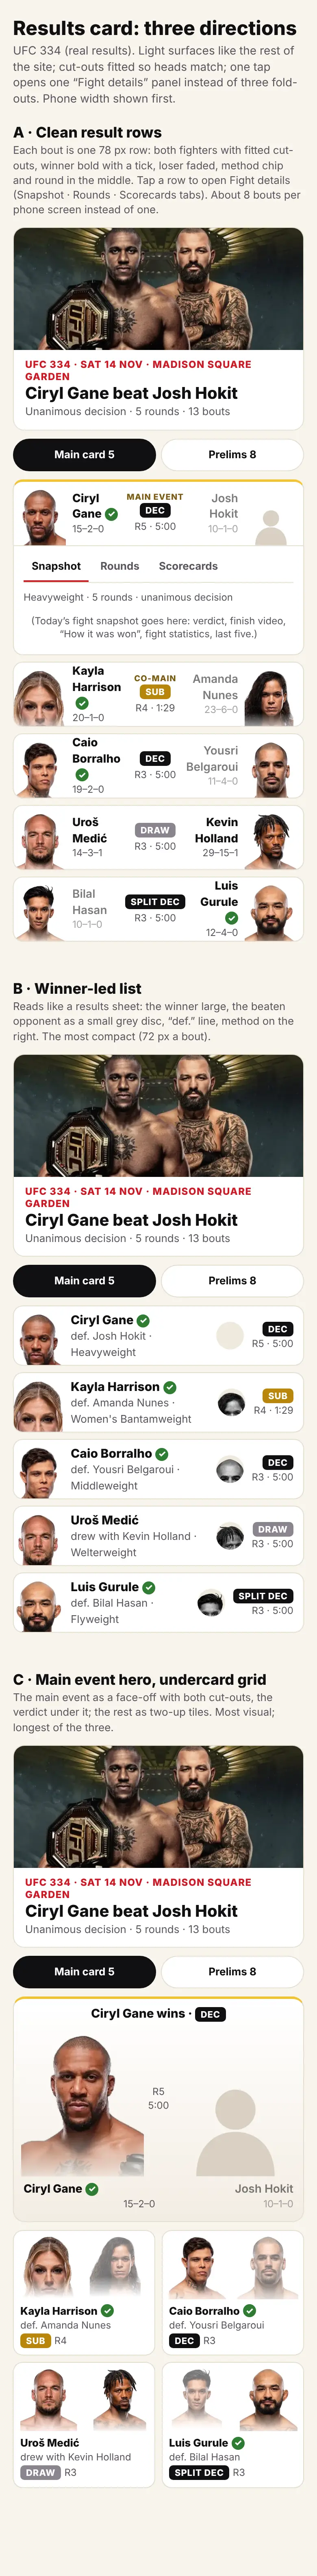 Results card: three directions
UFC 334 (real results). Light surfaces like the rest of
the site; cut-outs fitted so heads match; one tap
opens one “Fight details” panel instead of three fold-
outs. Phone width shown first.
A · Clean result rows
Each bout is one 78 px row: both fighters with fitted cut-
outs, winner bold with a tick, loser faded, method chip
and round in the middle. Tap a row to open Fight details
(Snapshot · Rounds · Scorecards tabs). About 8 bouts per
phone screen instead of one.
UFC 334 · SAT 14 NOV · MADISON SQUARE
GARDEN
Ciryl Gane beat Josh Hokit
Unanimous decision · 5 rounds · 13 bouts
Main card 5
Prelims 8
Ciryl
Gane
15–2–0
MAIN EVENT
DEC
R5 · 5:00
Josh
Hokit
10–1–0
Snapshot
Rounds
Scorecards
Heavyweight · 5 rounds · unanimous decision
(Today’s fight snapshot goes here: verdict, finish video,
“How it was won”, fight statistics, last five.)
Kayla
Harrison
20–1–0
CO-MAIN
SUB
R4 · 1:29
Amanda
Nunes
23–6–0
Caio
Borralho
19–2–0
DEC
R3 · 5:00
Yousri
Belgaroui
11–4–0
Uroš
Medić
14–3–1
DRAW
R3 · 5:00
Kevin
Holland
29–15–1
Bilal
Hasan
10–1–0
SPLIT DEC
R3 · 5:00
Luis
Gurule
12–4–0
B · Winner-led list
Reads like a results sheet: the winner large, the beaten
opponent as a small grey disc, “def.” line, method on the
right. The most compact (72 px a bout).
UFC 334 · SAT 14 NOV · MADISON SQUARE
GARDEN
Ciryl Gane beat Josh Hokit
Unanimous decision · 5 rounds · 13 bouts
Main card 5
Prelims 8
Ciryl Gane
def. Josh Hokit ·
Heavyweight
DEC
R5 · 5:00
Kayla Harrison
def. Amanda Nunes ·
Women's Bantamweight
SUB
R4 · 1:29
Caio Borralho
def. Yousri Belgaroui ·
Middleweight
DEC
R3 · 5:00
Uroš Medić
drew with Kevin Holland ·
Welterweight
DRAW
R3 · 5:00
Luis Gurule
def. Bilal Hasan ·
Flyweight
SPLIT DEC
R3 · 5:00
C · Main event hero, undercard grid
The main event as a face-off with both cut-outs, the
verdict under it; the rest as two-up tiles. Most visual;
longest of the three.
UFC 334 · SAT 14 NOV · MADISON SQUARE
GARDEN
Ciryl Gane beat Josh Hokit
Unanimous decision · 5 rounds · 13 bouts
Main card 5
Prelims 8
Ciryl Gane wins · DEC
R5
5:00
Ciryl Gane
15–2–0
Josh Hokit
10–1–0
Kayla Harrison
def. Amanda Nunes
SUB R4
Caio Borralho
def. Yousri Belgaroui
DEC R3
Uroš Medić
drew with Kevin Holland
DRAW R3
Luis Gurule
def. Bilal Hasan
SPLIT DEC R3